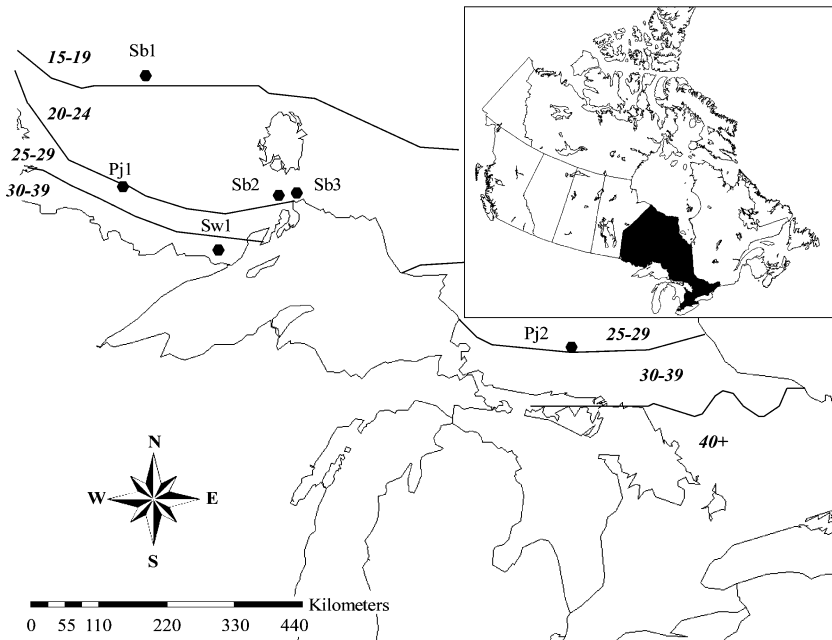 Sb1
15-19
20-24
25-29
Pj1
30-39
Sb2
Sb3
Sw1
Pj2
25-29
30-39
40+
N
W
E
S
Kilometers
0 55 110 220 330 440